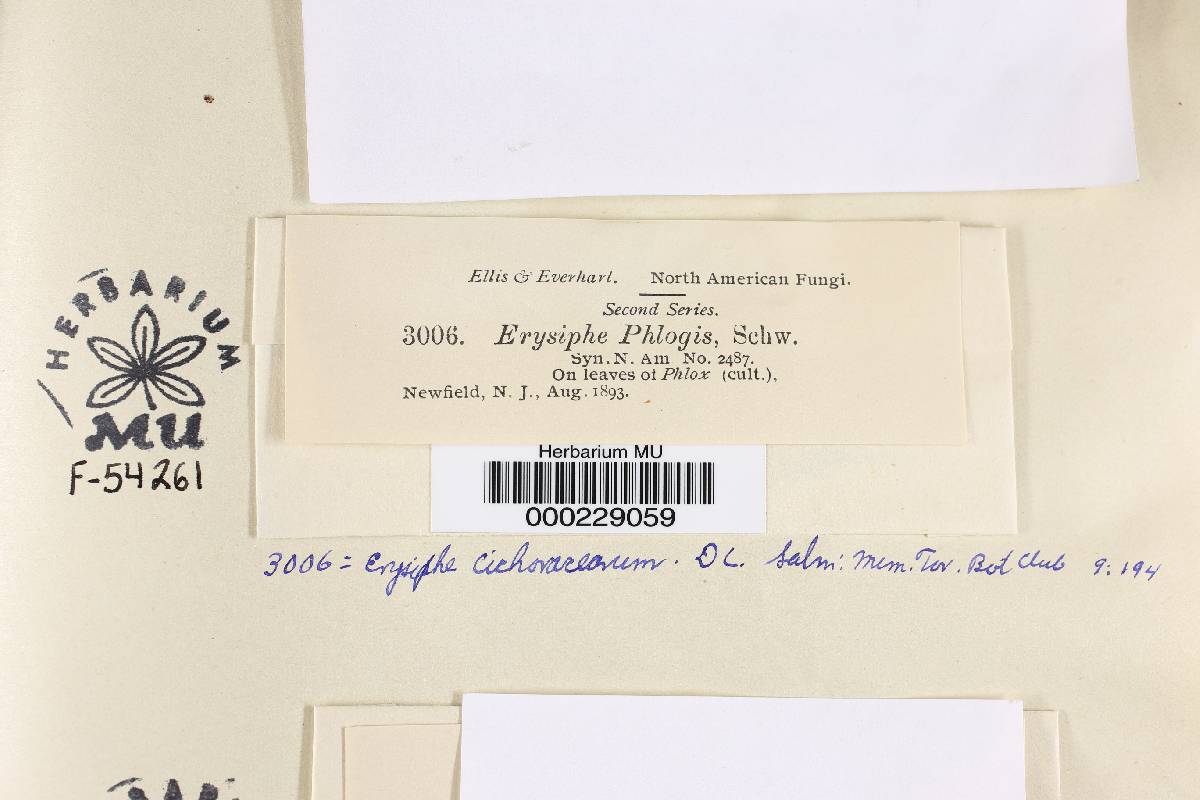 Ellis & Everhart. North American Fungi.
Second Series.
3006. Erysiphe Phlogis, Schw.
Syn. N. Am No. 2487.
On leaves of Phlox (cult.),
Newfield, N. J., Aug. 1893.
HERBARIUM
MU
F-54261
Herbarium MU
000229059
3006 = Erysiphe Cichoracearum. DC. Salm: Mem. Tor. Bot Club 9: 194